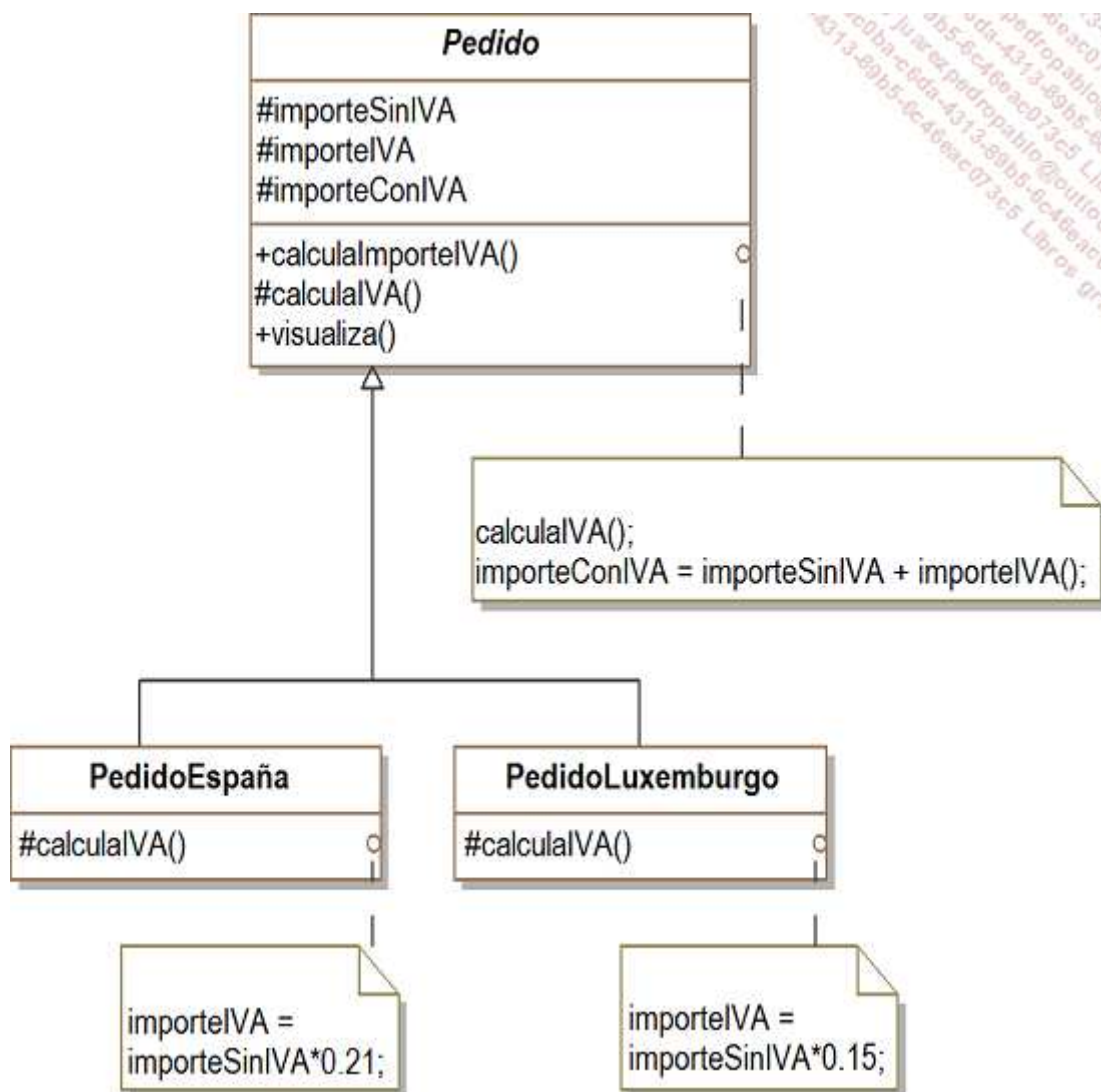 Pedido
#importeSinIVA
#importeIVA
#importeConIVA
+calculaImporteIVA()
#calculaIVA()
+visualiza()
calculaIVA();
importeConIVA = importeSinIVA + importeIVA();
PedidoEspaña
#calculaIVA()
PedidoLuxemburgo
#calculaIVA()
importeIVA =
importeSinIVA*0.21;
importeIVA =
importeSinIVA*0.15;